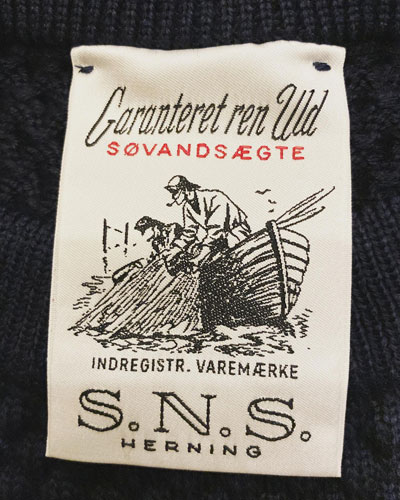 Garanteret ren Uld
SØVANDSÆGTE
INDREGISTR. VAREMÆRKE
S.N.S.
HERNING